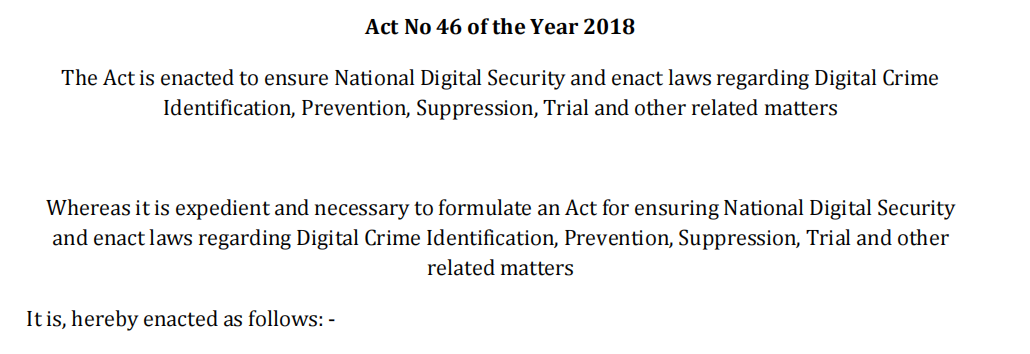 Act No 46 of the Year 2018
The Act is enacted to ensure National Digital Security and enact laws regarding Digital Crime
Identification, Prevention, Suppression, Trial and other related matters
Whereas it is expedient and necessary to formulate an Act for ensuring National Digital Security
and enact laws regarding Digital Crime Identification, Prevention, Suppression, Trial and other
related matters
It is, hereby enacted as follows: -